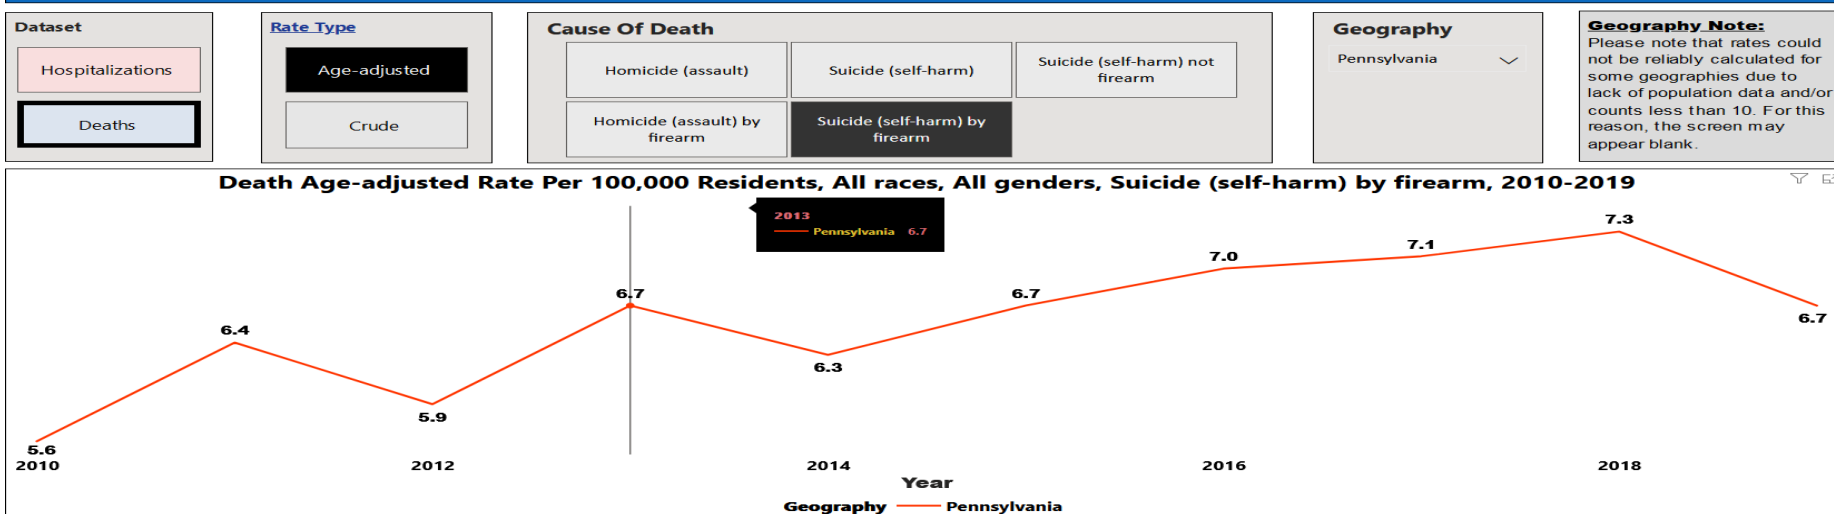 Dataset
Hospitalizations
Deaths
Rate Type
Age-adjusted
Crude
Cause Of Death
Homicide (assault)
Suicide (self-harm)
Suicide (self-harm) not
firearm
Homicide (assault) by
firearm
Suicide (self-harm) by
firearm
Geography
Pennsylvania
Geography Note:
Please note that rates could
not be reliably calculated for
some geographies due to
lack of population data and/or
counts less than 10. For this
reason, the screen may
appear blank.
Death Age-adjusted Rate Per 100,000 Residents, All races, All genders, Suicide (self-harm) by firearm, 2010-2019
2013
Pennsylvania 6.7
5.6
6.4
5.9
6.7
6.3
6.7
7.0
7.1
7.3
6.7
2010
2012
2014
2016
2018
Year
Geography Pennsylvania